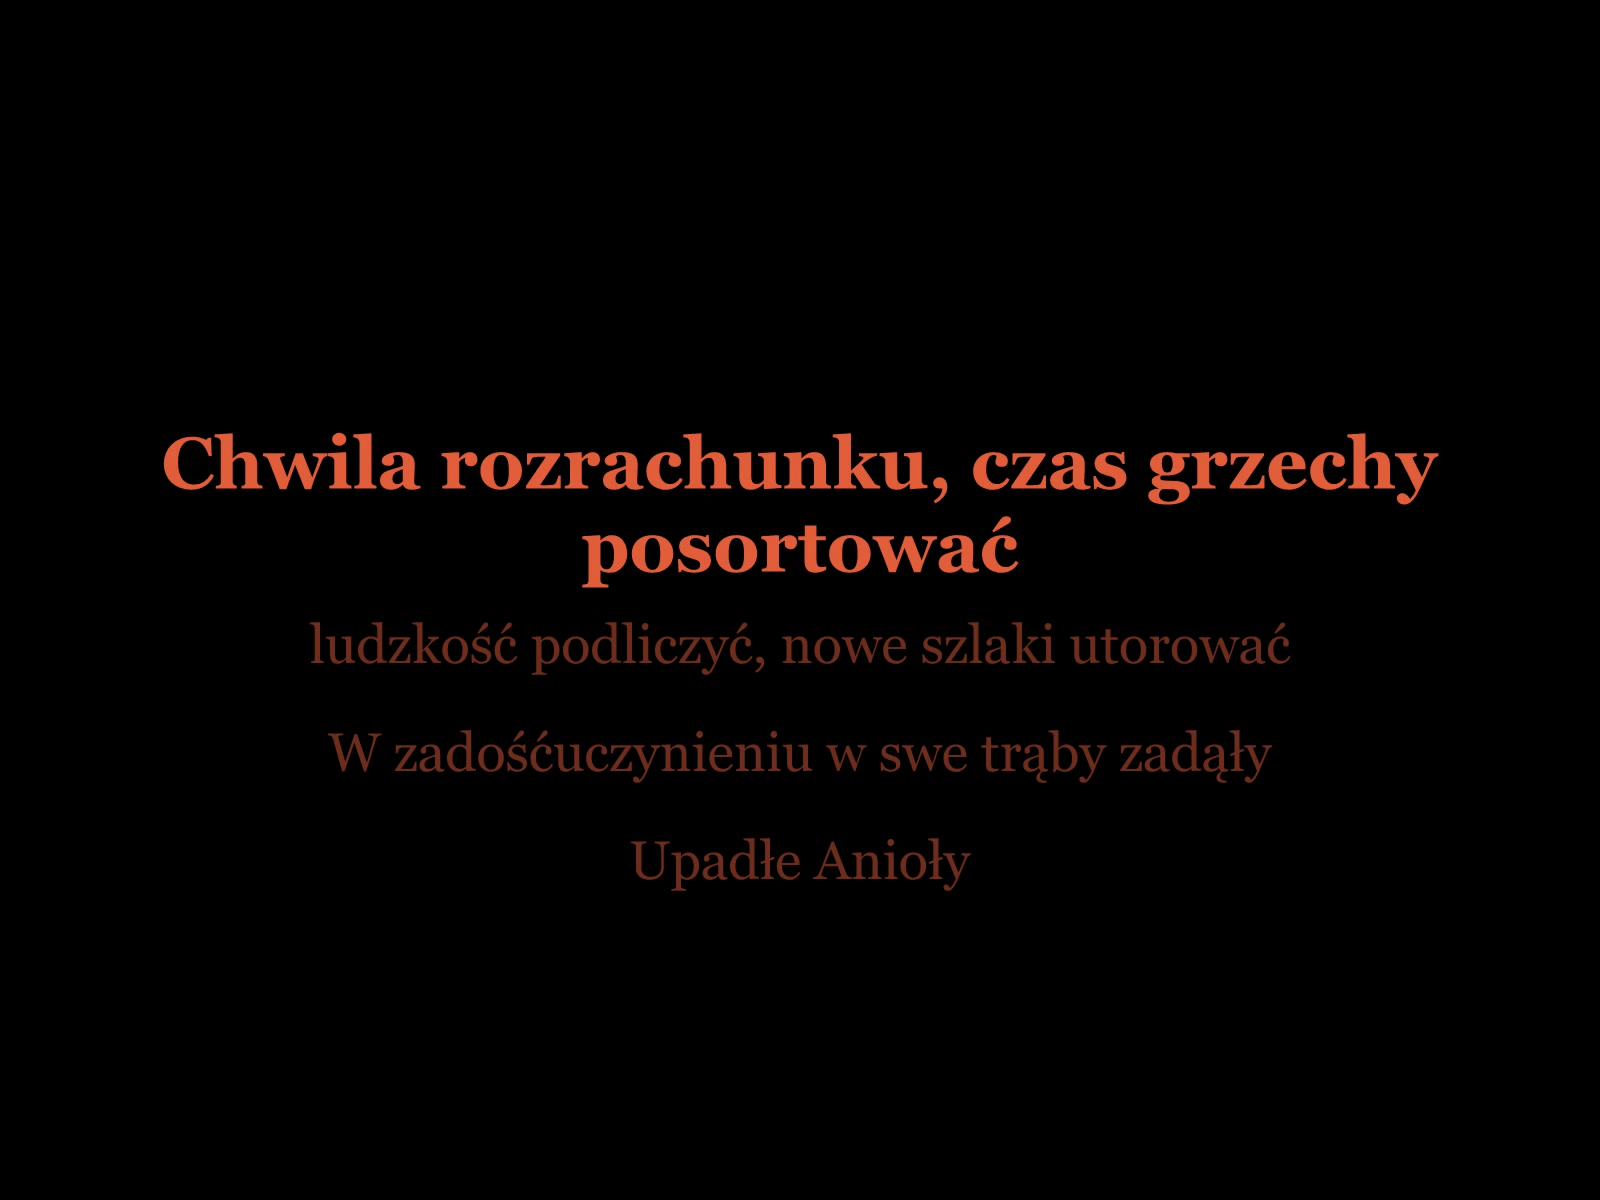 Chwila rozrachunku, czas grzechy
posortować
ludzkość podliczyć, nowe szlaki utorować
W zadośćuczynieniu w swe trąby zadąły
Upadłe Anioły